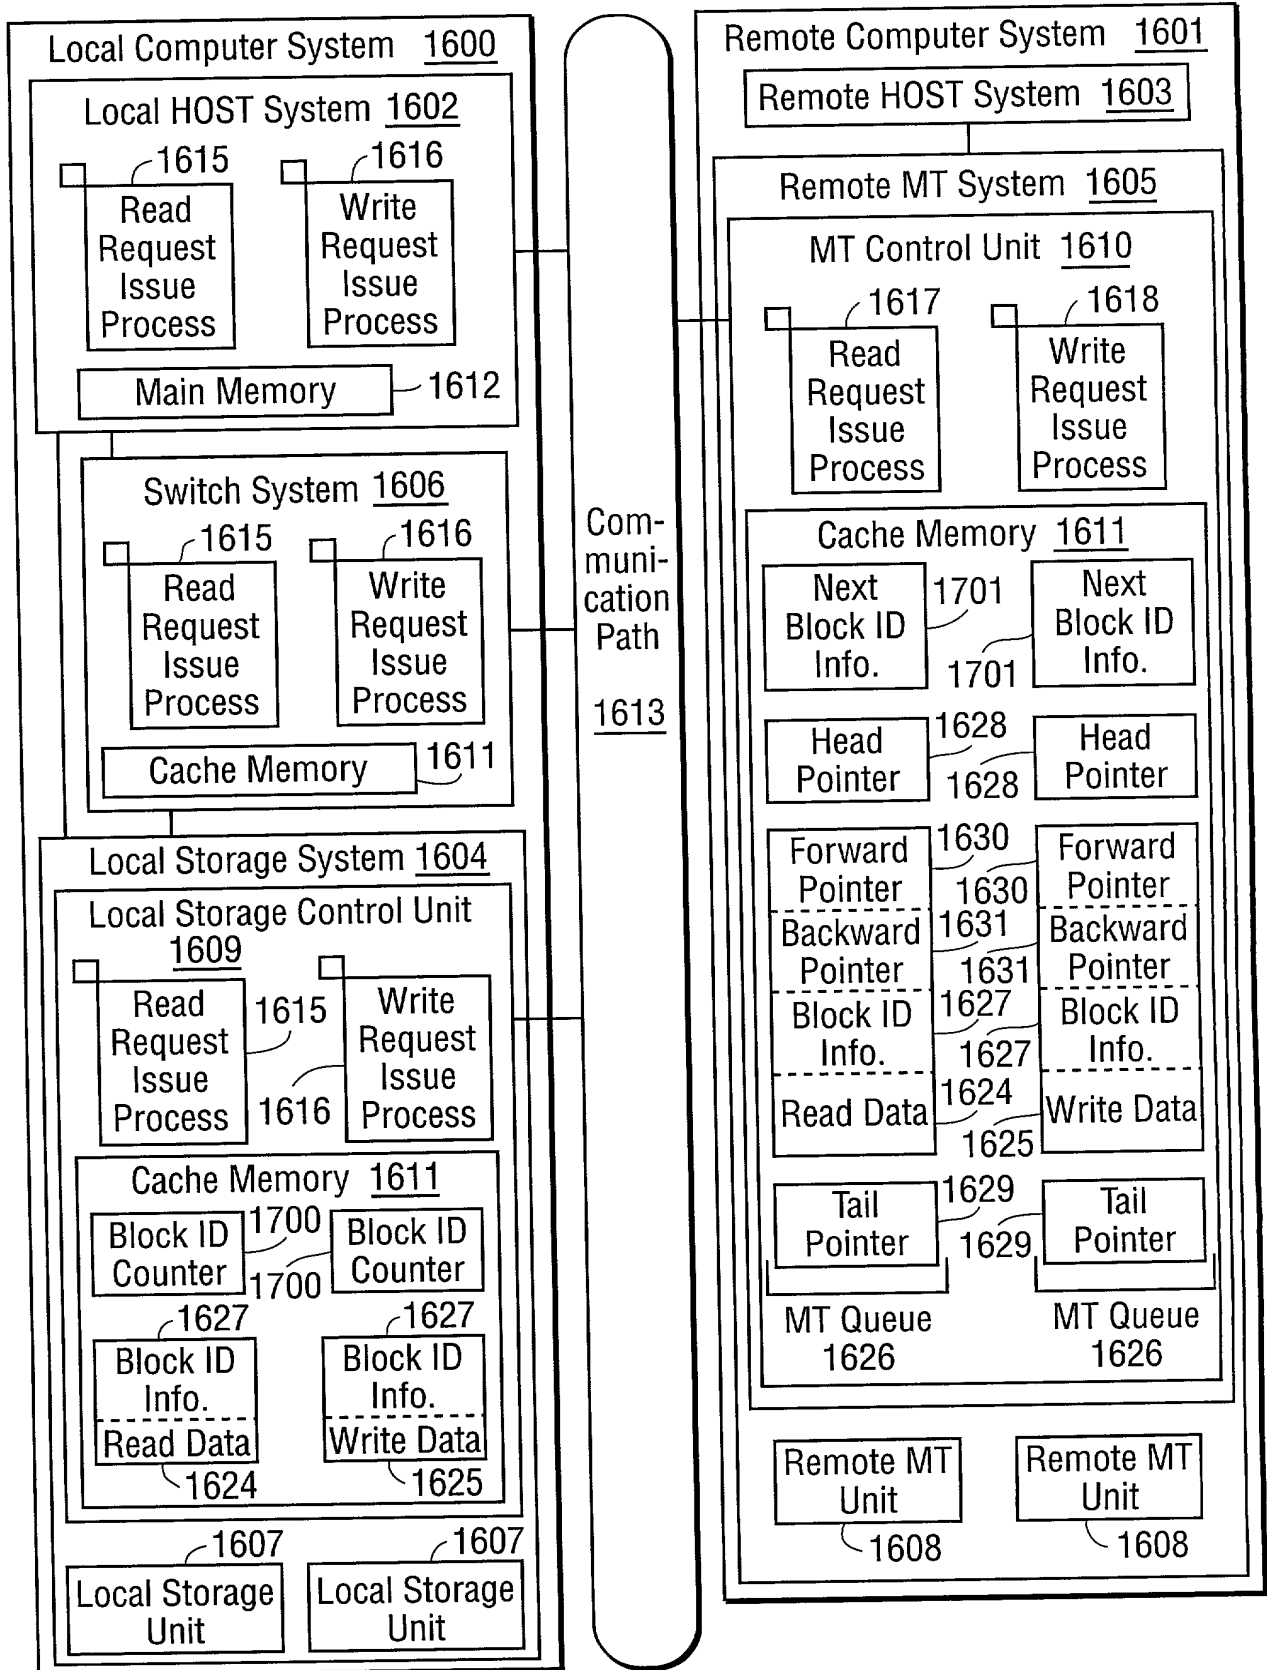 Local Computer System 1600
Local HOST System 1602
1615
Read
Request
Issue
Process
1616
Write
Request
Issue
Process
Main Memory
1612
Switch System 1606
1615
Read
Request
Issue
Process
1616
Write
Request
Issue
Process
Cache Memory
1611
Local Storage System 1604
Local Storage Control Unit
1609
Read
Request
Issue
Process
1615
Write
Request
Issue
Process
1616
Cache Memory 1611
Block ID
Counter
1700
1700
Block ID
Counter
1627
Block ID
Info.
Read Data
1624
1627
Block ID
Info.
Write Data
1625
1607
Local Storage
Unit
1607
Local Storage
Unit
Com-
muni-
cation
Path
1613
Remote Computer System 1601
Remote HOST System 1603
Remote MT System 1605
MT Control Unit 1610
1617
Read
Request
Issue
Process
1618
Write
Request
Issue
Process
Cache Memory 1611
Next
Block ID
Info.
1701
1701
Next
Block ID
Info.
Head
Pointer
1628
1628
Head
Pointer
Forward
Pointer
1630
1630
Forward
Pointer
Backward
Pointer
1631
1631
Backward
Pointer
Block ID
Info.
1627
1627
Block ID
Info.
Read Data
1624
1625
Write Data
Tail
Pointer
1629
1629
Tail
Pointer
MT Queue
1626
MT Queue
1626
Remote MT
Unit
1608
Remote MT
Unit
1608